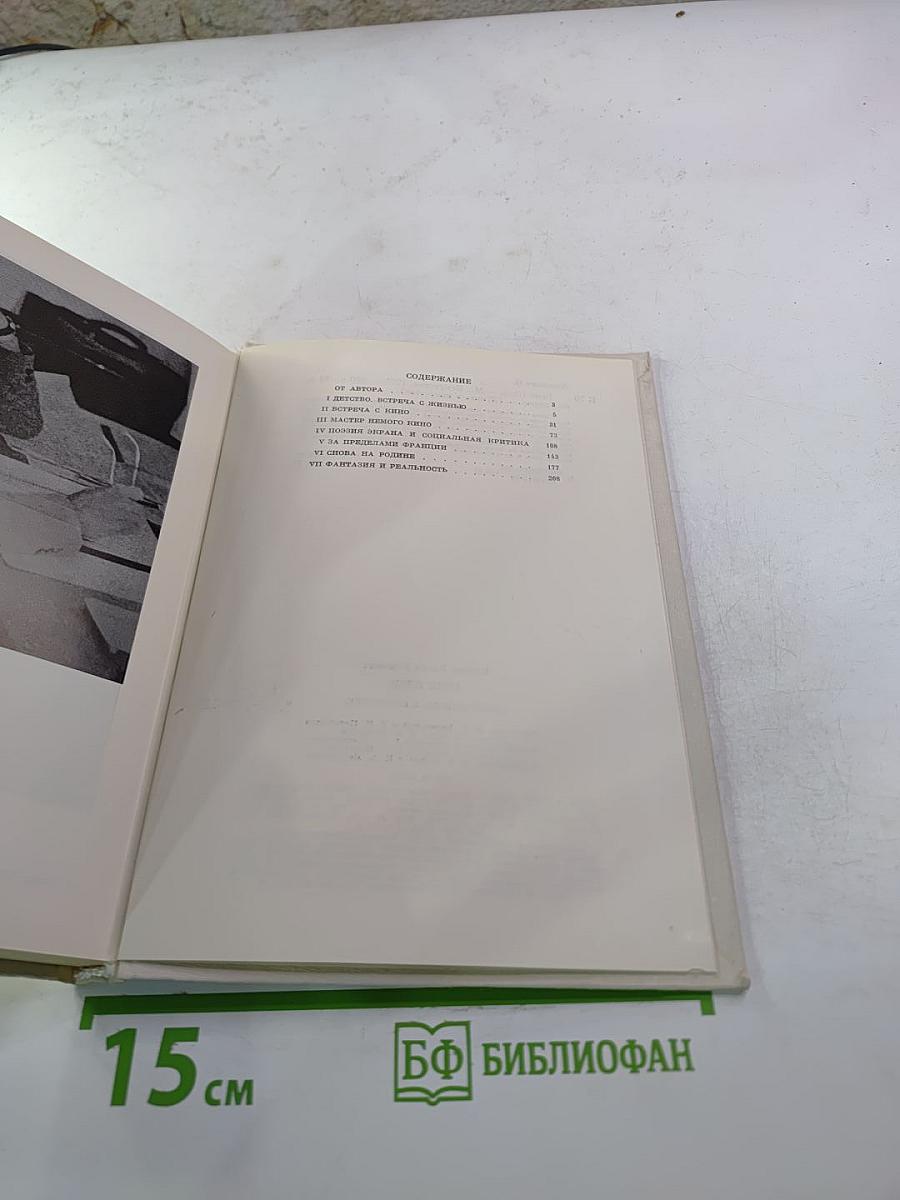 СОДЕРЖАНИЕ
ОТ АВТОРА . . . . . . . . . . . . 3
I ДЕТСТВО. ВСТРЕЧА С ЖИЗНЬЮ . . . . . . . 5
II ВСТРЕЧА С КИНО . . . . . . . . . . 31
III МАСТЕР НЕМОГО КИНО . . . . . . . . 73
IV ПОЭЗИЯ ЭКРАНА И СОЦИАЛЬНАЯ КРИТИКА 108
V ЗА ПРЕДЕЛАМИ ФРАНЦИИ . . . . . . . 143
VI СНОВА НА РОДИНЕ . . . . . . . . . 177
VII ФАНТАЗИЯ И РЕАЛЬНОСТЬ . . . . . . . 208
15 СМ
БФ БИБЛИОФАН